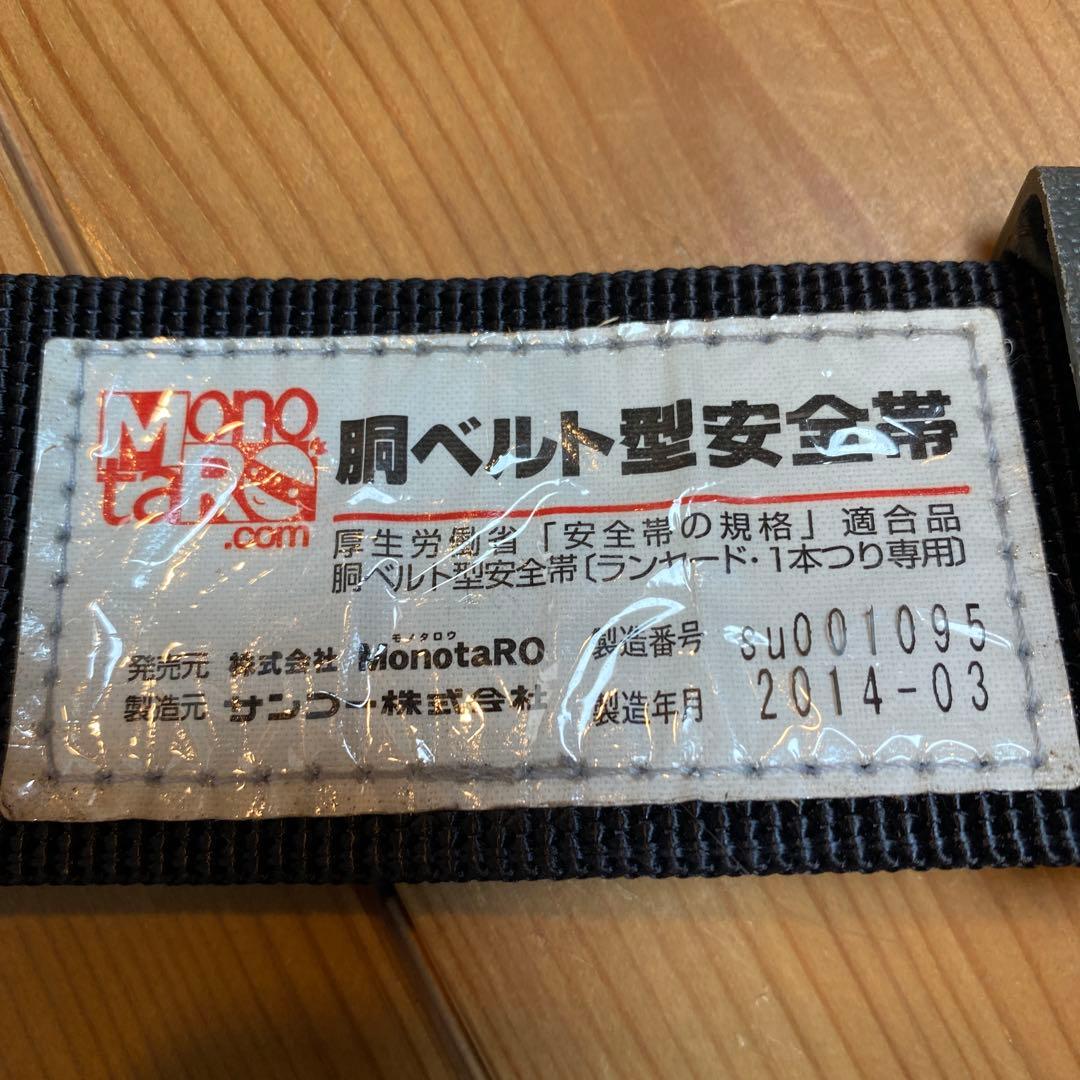 Mono
taRO
.com
胴ベルト型安全帯
厚生労働省「安全帯の規格」適合品
胴ベルト型安全帯〔ランヤード・1本つり専用〕
モノタロウ
発売元 株式会社 MonotaRO
製造元 サンコー株式会社
製造番号 su001095
製造年月 2014-03